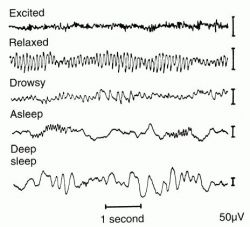 Excited
Relaxed
Drowsy
Asleep
Deep
sleep
1 second
50μV